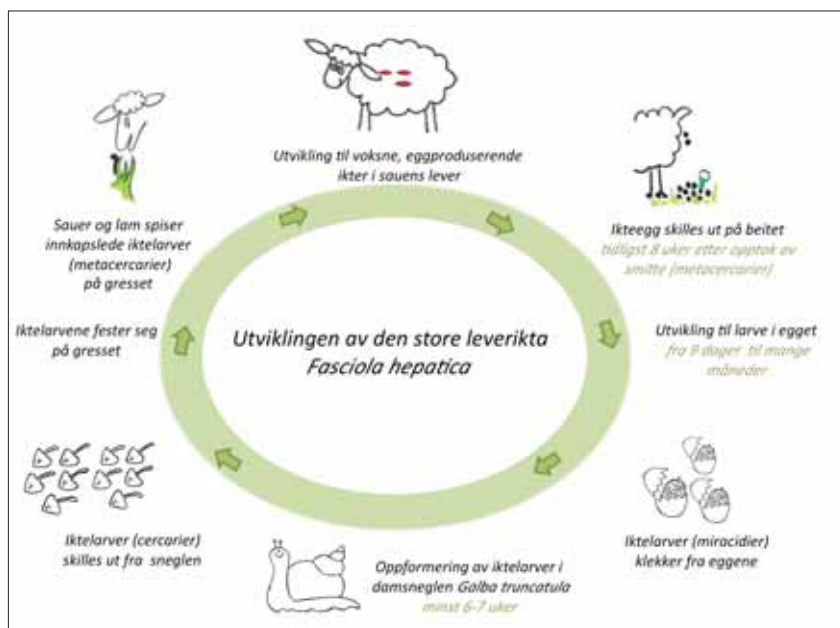 Utvikling til voksne, eggproduserende
ikter i sauens lever
Ikteegg skilles ut på beitet
tidligst 8 uker etter opptak av
smitte (metacercarier)
Utvikling til larve i egget
fra 9 dager til mange
måneder
Iktelarver (miracidier)
klekker fra eggene
Oppformering av iktelarver i
damsneglen Galba truncatula
minst 6-7 uker
Iktelarver (cercarier)
skilles ut fra sneglen
Iktelarvene fester seg
på gresset
Sauer og lam spiser
innkapslede iktelarver
(metacercarier)
på gresset
Utviklingen av den store leverikta
Fasciola hepatica